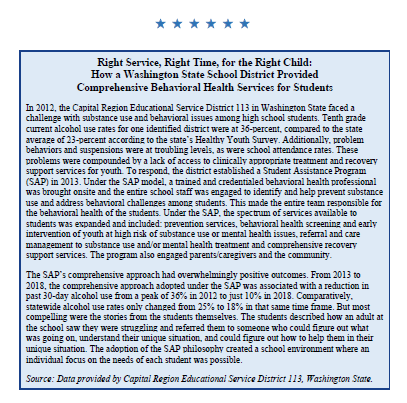 Right Service, Right Time, for the Right Child:
How a Washington State School District Provided
Comprehensive Behavioral Health Services for Students
In 2012, the Capital Region Educational Service District 113 in Washington State faced a
challenge with substance use and behavioral issues among high school students. Tenth grade
current alcohol use rates for one identified district were at 36-percent, compared to the state
average of 23-percent according to the state's Healthy Youth Survey. Additionally, problem
behaviors and suspensions were at troubling levels, as were school attendance rates. These
problems were compounded by a lack of access to clinically appropriate treatment and recovery
support services for youth. To respond, the district established a Student Assistance Program
(SAP) in 2013. Under the SAP model, a trained and credentialed behavioral health professional
was brought onsite and the entire school staff was engaged to identify and help prevent substance
use and address behavioral challenges among students. This made the entire team responsible for
the behavioral health of the students. Under the SAP, the spectrum of services available to
students was expanded and included: prevention services, behavioral health screening and early
intervention of youth at high risk of substance use or mental health issues, referral and care
management to substance use and/or mental health treatment and comprehensive recovery
support services. The program also engaged parents/caregivers and the community.
The SAP's comprehensive approach had overwhelmingly positive outcomes. From 2013 to
2018, the comprehensive approach adopted under the SAP was associated with a reduction in
past 30-day alcohol use from a peak of 36% in 2012 to just 10% in 2018. Comparatively,
statewide alcohol use rates only changed from 25% to 18% in that same time frame. But most
compelling were the stories from the students themselves. The students described how an adult at
the school saw they were struggling and referred them to someone who could figure out what
was going on, understand their unique situation, and could figure out how to help them in their
unique situation. The adoption of the SAP philosophy created a school environment where an
individual focus on the needs of each student was possible.
Source: Data provided by Capital Region Educational Service District 113, Washington State.